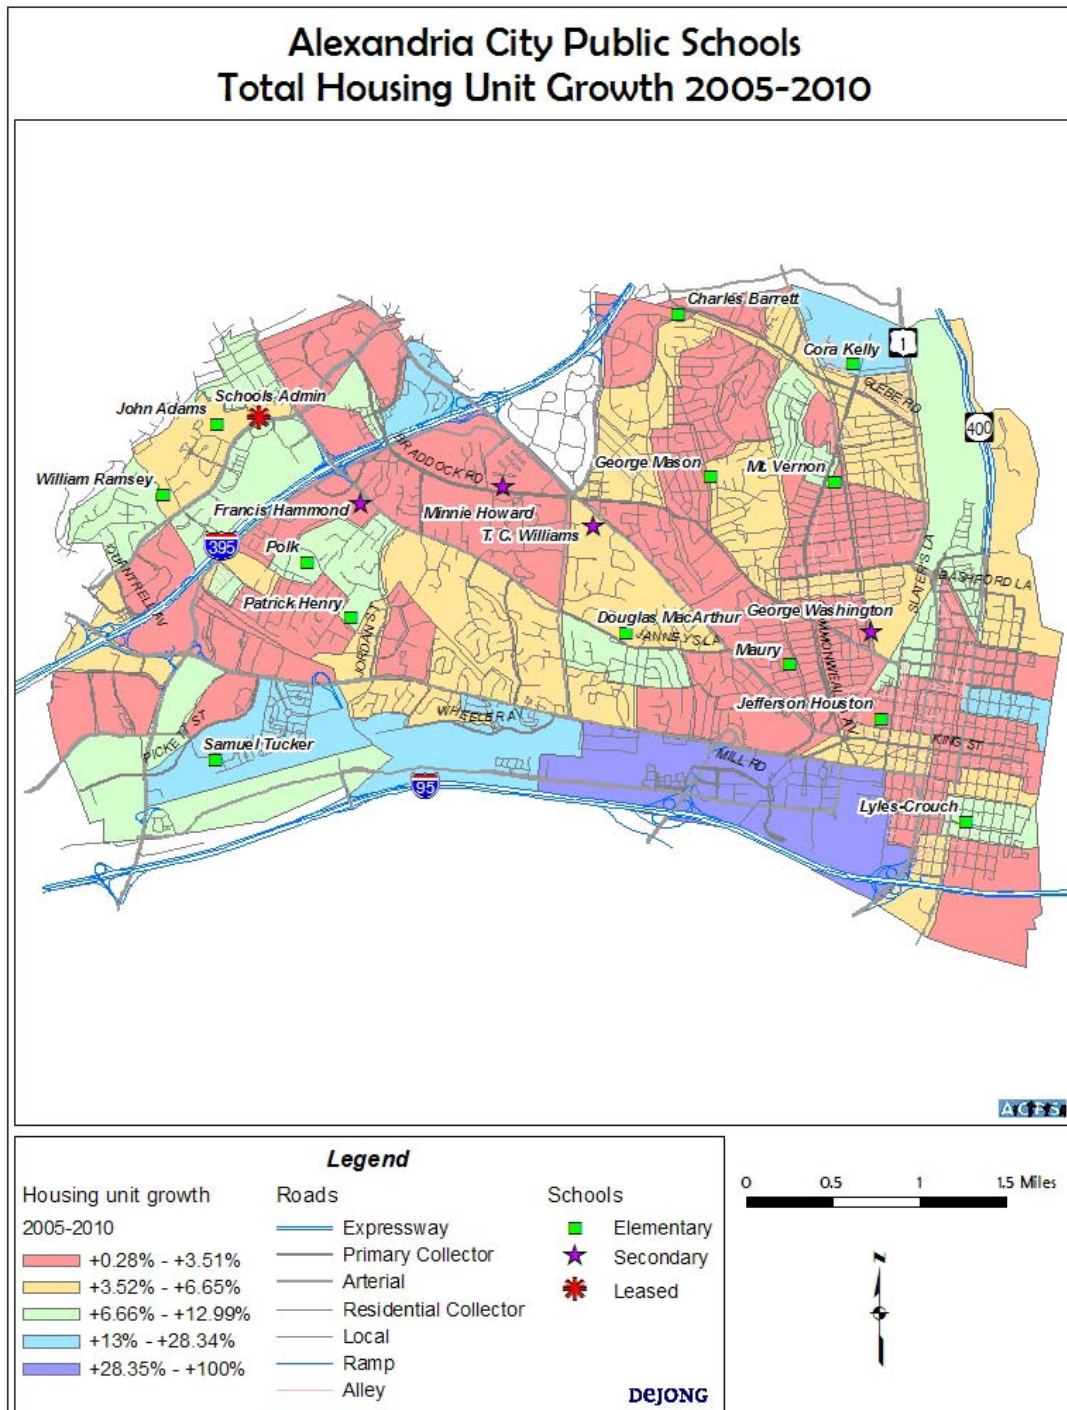 Alexandria City Public Schools
Total Housing Unit Growth 2005-2010
Charles Barrett
1
Cora Kelly
GLEBE RD
400
Schools Admin
John Adams
BRADDOCK RD
George Mason
Mt. Vernon
William Ramsey
Francis Hammond
Minnie Howard
T. C. Williams
395
Polk
QUANTRELL AV
SLATERS LA
BASHFORD LA
Patrick Henry
JORDAN ST
Douglas MacArthur
George Washington
JANNEY'S LA
Maury
Jefferson Houston
WHEELER AV
KING ST
PICKETT ST
Samuel Tucker
MILL RD
95
Lyles-Crouch
ACPS
Legend
Housing unit growth
2005-2010
+0.28% - +3.51%
+3.52% - +6.65%
+6.66% - +12.99%
+13% - +28.34%
+28.35% - +100%
Roads
Expressway
Primary Collector
Arterial
Residential Collector
Local
Ramp
Alley
Schools
Elementary
Secondary
Leased
DEJONG
0 0.5 1 1.5 Miles
N